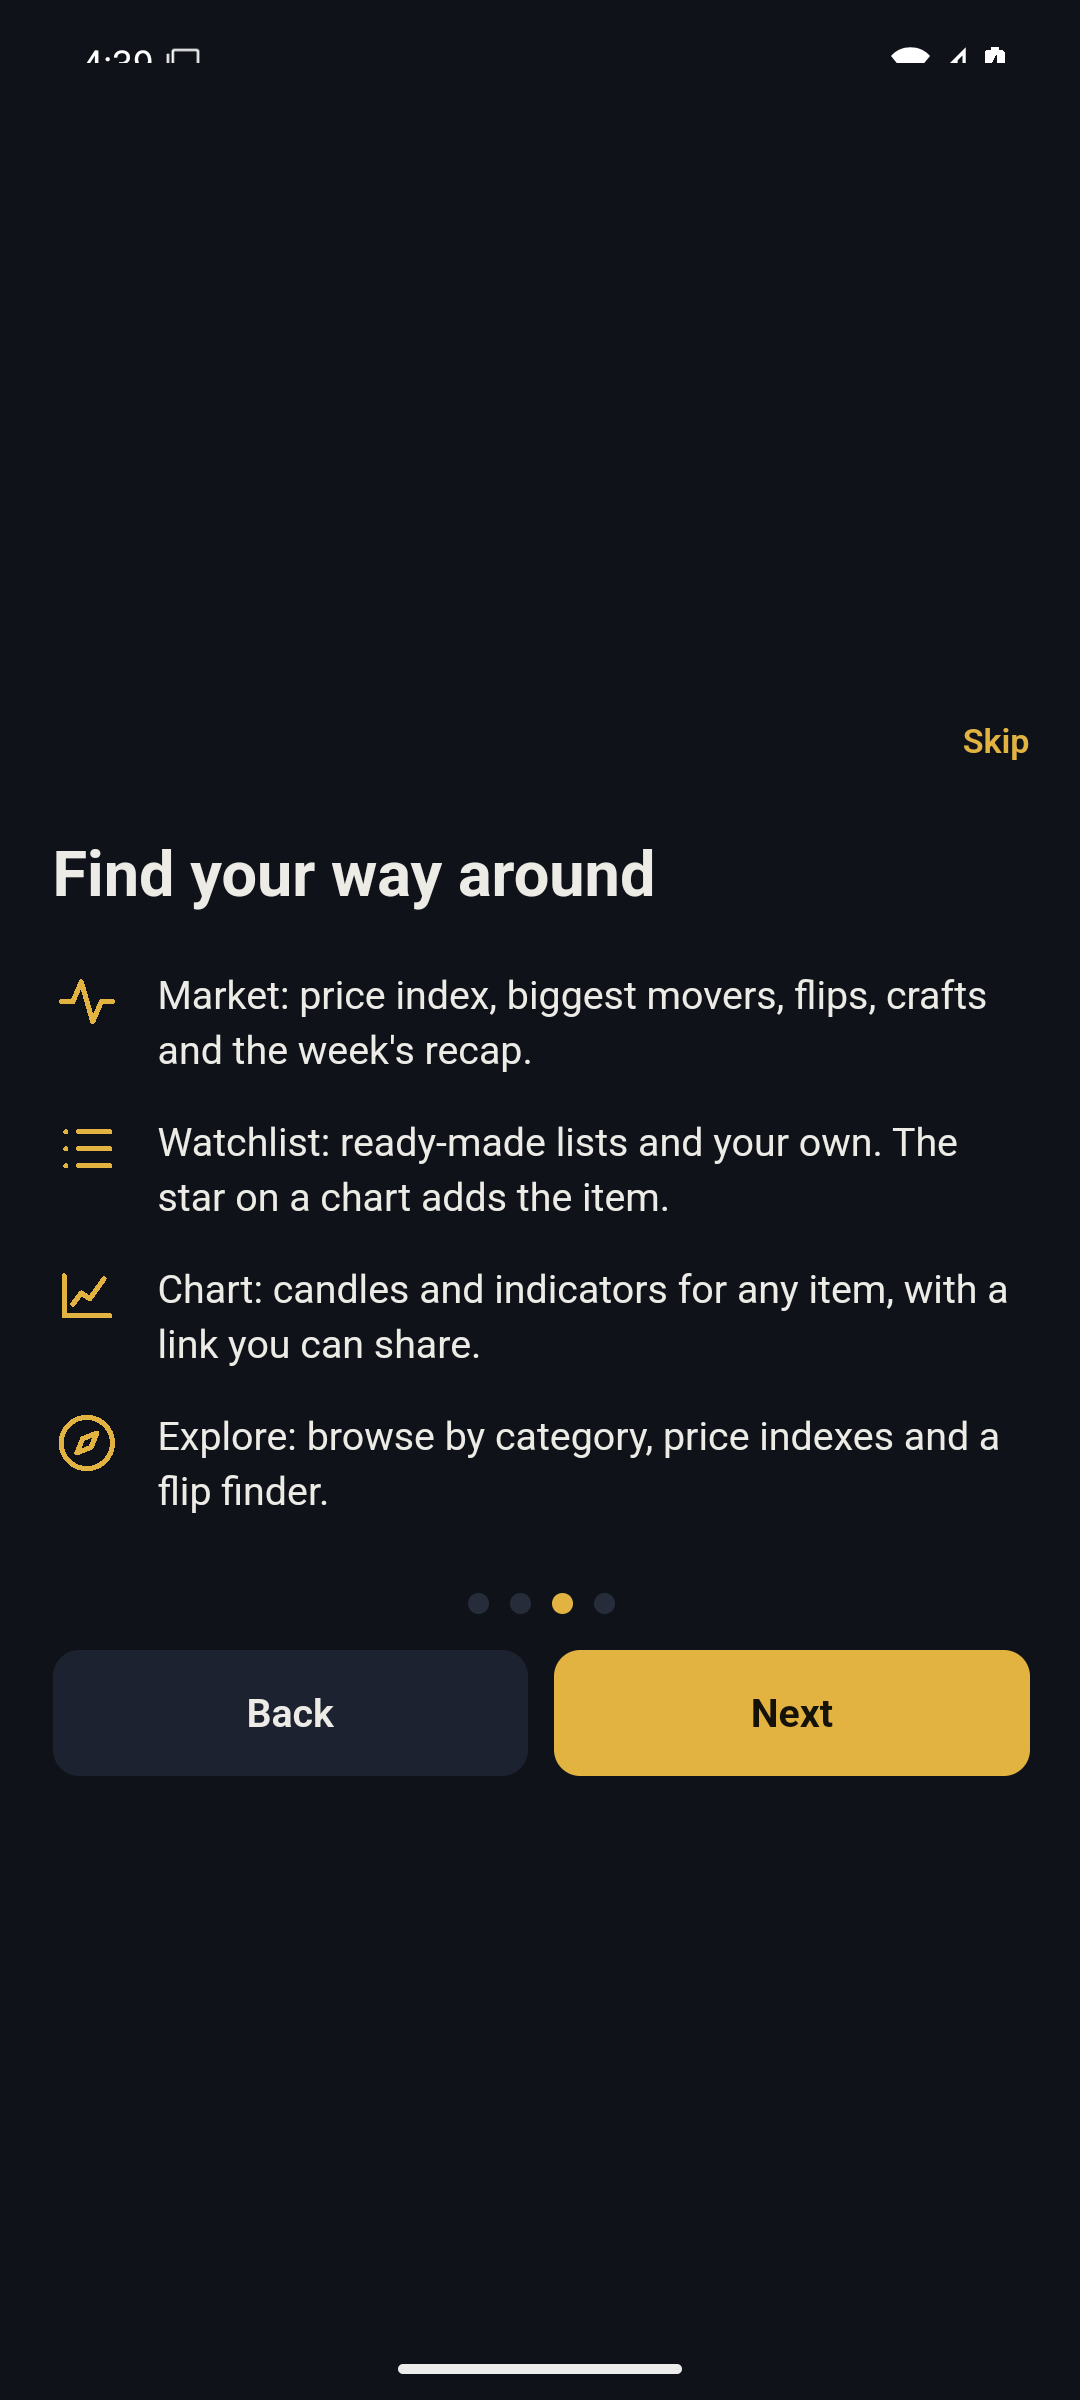 4:39
Skip
Find your way around
Market: price index, biggest movers, flips, crafts
and the week's recap.
Watchlist: ready-made lists and your own. The
star on a chart adds the item.
Chart: candles and indicators for any item, with a
link you can share.
Explore: browse by category, price indexes and a
flip finder.
Back
Next